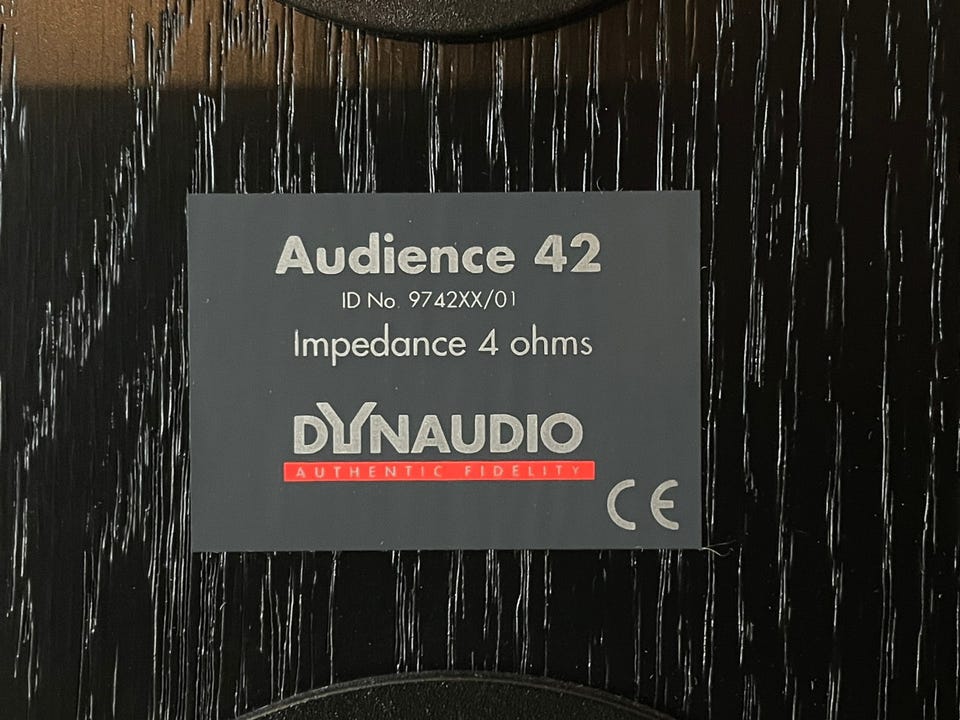 Audience 42
ID No. 9742XX/01
Impedance 4 ohms
DYNAUDIO
AUTHENTIC FIDELITY
CE